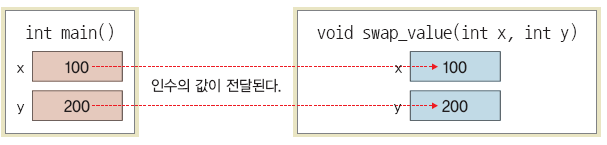 int main()
x 100
y 200
인수의 값이 전달된다.
void swap_value(int x, int y)
x 100
y 200